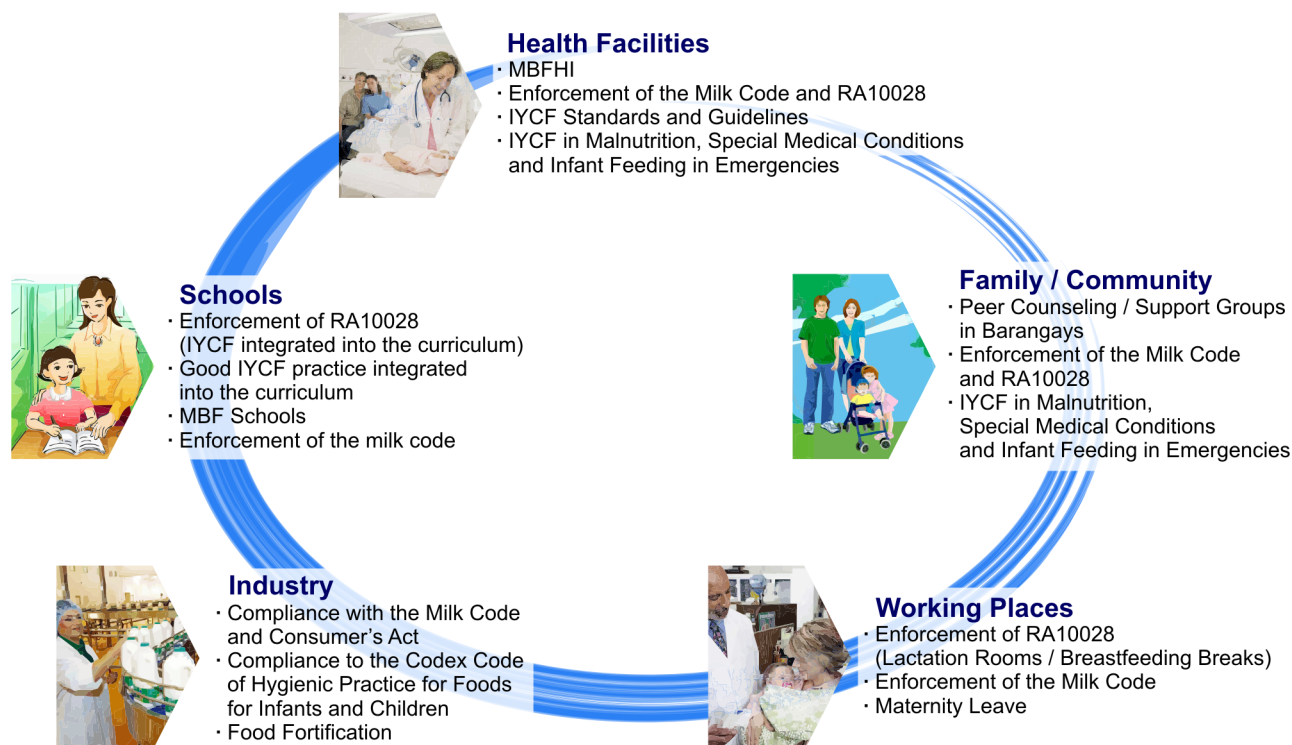 Health Facilities
· MBFHI
· Enforcement of the Milk Code and RA10028
· IYCF Standards and Guidelines
· IYCF in Malnutrition, Special Medical Conditions
and Infant Feeding in Emergencies
Family / Community
· Peer Counseling / Support Groups
in Barangays
· Enforcement of the Milk Code
and RA10028
· IYCF in Malnutrition,
Special Medical Conditions
and Infant Feeding in Emergencies
Schools
· Enforcement of RA10028
(IYCF integrated into the curriculum)
· Good IYCF practice integrated
into the curriculum
· MBF Schools
· Enforcement of the milk code
Industry
· Compliance with the Milk Code
and Consumer’s Act
· Compliance to the Codex Code
of Hygienic Practice for Foods
for Infants and Children
· Food Fortification
Working Places
· Enforcement of RA10028
(Lactation Rooms / Breastfeeding Breaks)
· Enforcement of the Milk Code
· Maternity Leave